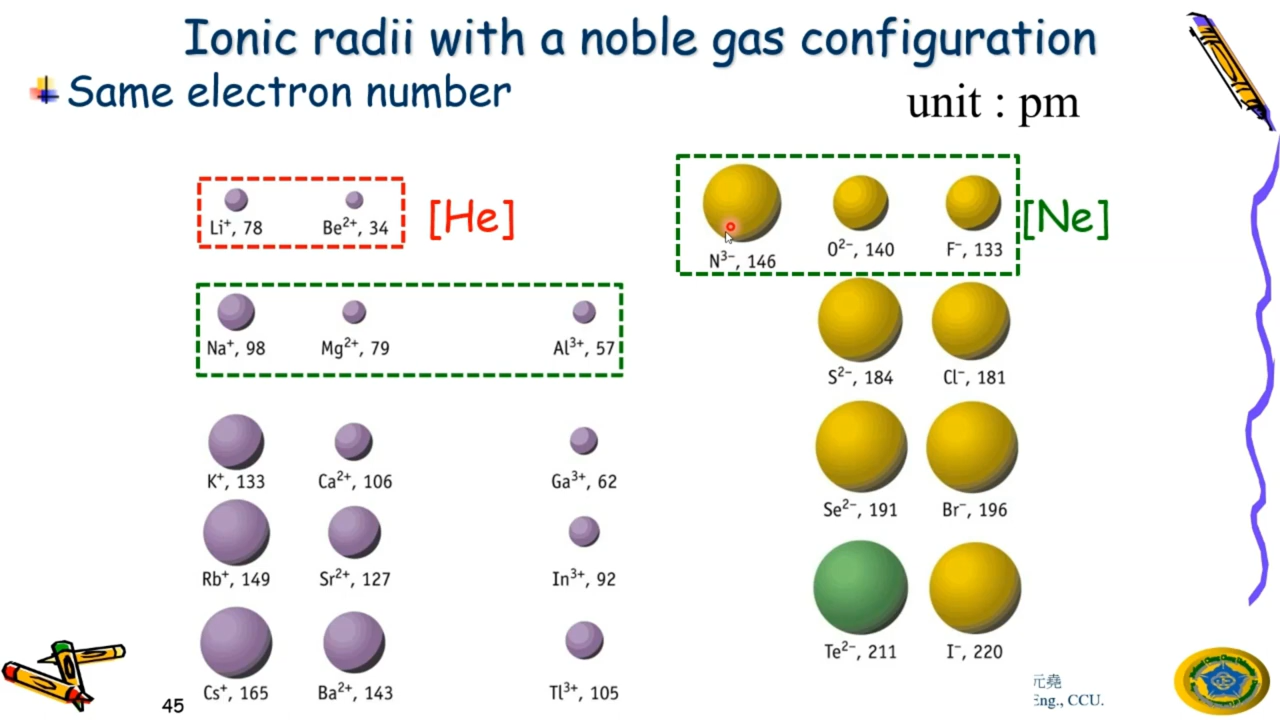 Ionic radii with a noble gas configuration
Same electron number
unit : pm
Li⁺, 78
Be²⁺, 34
[He]
N³⁻, 146
O²⁻, 140
F⁻, 133
[Ne]
Na⁺, 98
Mg²⁺, 79
Al³⁺, 57
S²⁻, 184
Cl⁻, 181
K⁺, 133
Ca²⁺, 106
Ga³⁺, 62
Se²⁻, 191
Br⁻, 196
Rb⁺, 149
Sr²⁺, 127
In³⁺, 92
Te²⁻, 211
I⁻, 220
Cs⁺, 165
Ba²⁺, 143
Tl³⁺, 105
元堯
Eng., CCU.
45